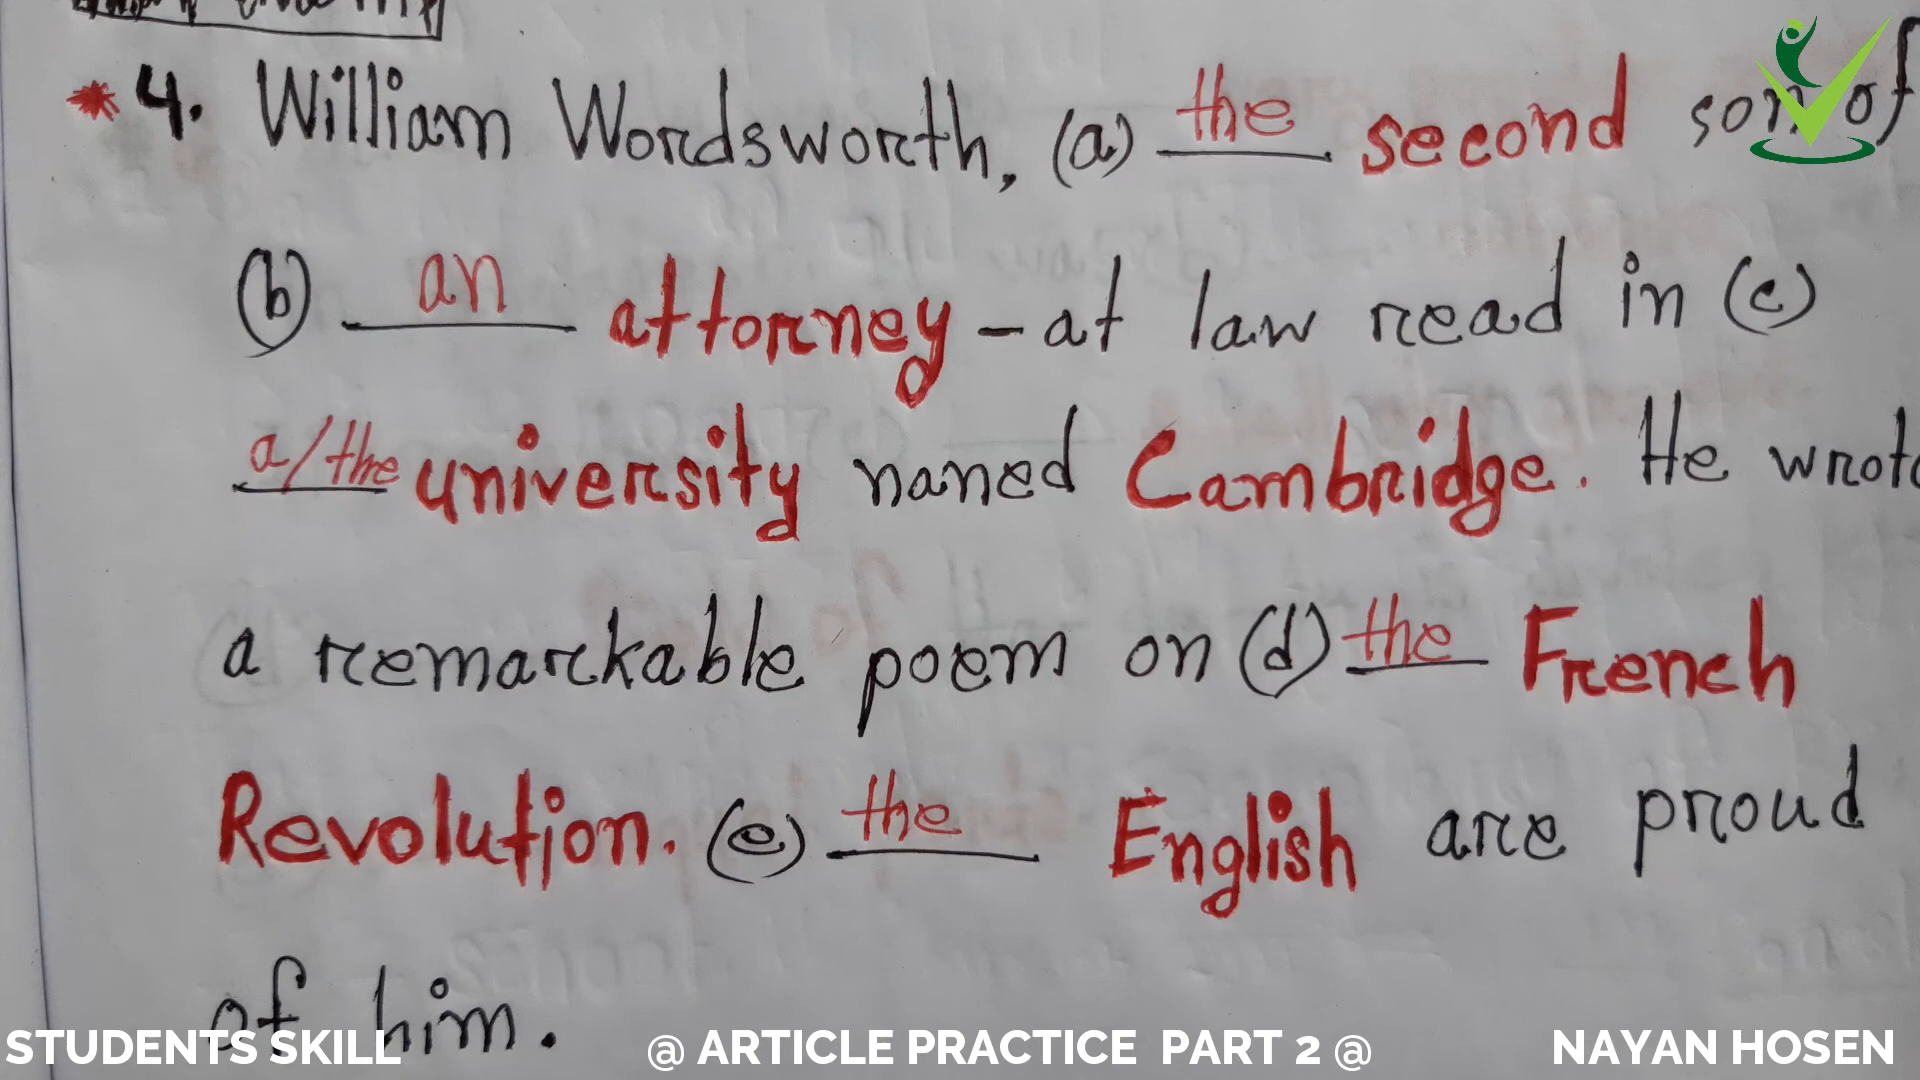 *4. William Wordsworth, (a) the second son of
(b) an attorney - at law read in (c)
a/the university named Cambridge. He wrote
a remarkable poem on (d) the French
Revolution. (e) the English are proud
of him.
STUDENTS SKILL @ ARTICLE PRACTICE PART 2 @ NAYAN HOSEN